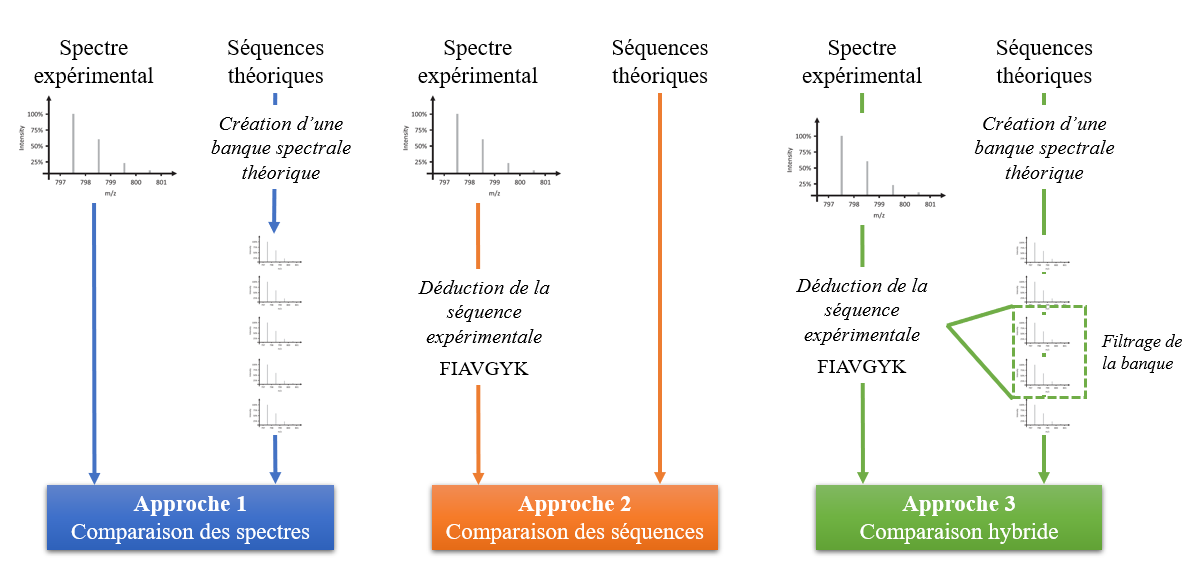 Spectre
expérimental
Séquences
théoriques
Création d’une
banque spectrale
théorique
Intensity
100%
75%
50%
25%
797 798 799 800 801
m/z
Approche 1
Comparaison des spectres
Spectre
expérimental
Séquences
théoriques
Intensity
100%
75%
50%
25%
797 798 799 800 801
m/z
Déduction de la
séquence
expérimentale
FIAVGYK
Approche 2
Comparaison des séquences
Spectre
expérimental
Séquences
théoriques
Création d’une
banque spectrale
théorique
Intensity
100%
75%
50%
25%
797 798 799 800 801
m/z
Déduction de la
séquence
expérimentale
FIAVGYK
Filtrage de
la banque
Approche 3
Comparaison hybride